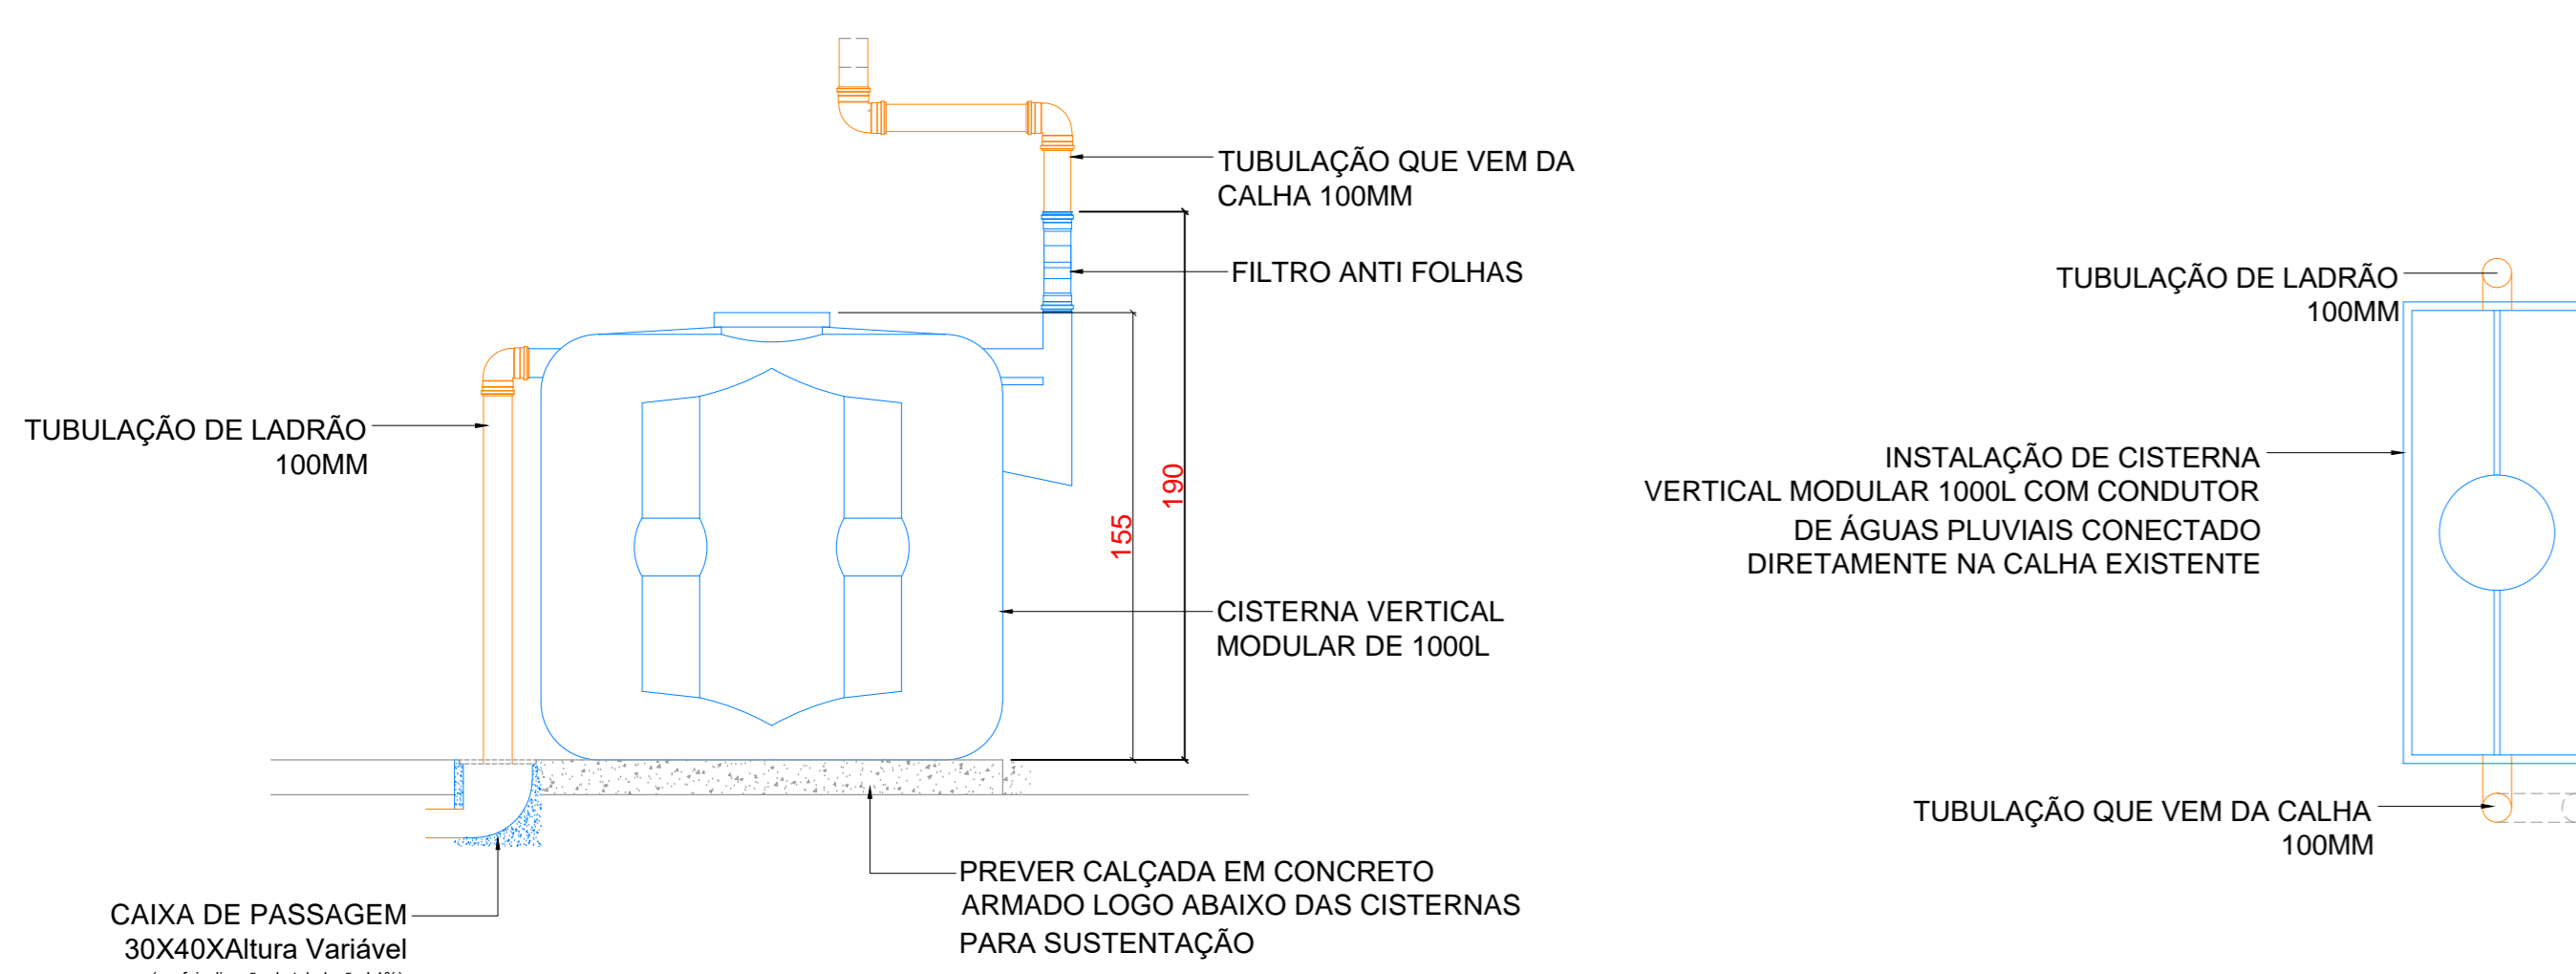 TUBULAÇÃO QUE VEM DA
CALHA 100MM
FILTRO ANTI FOLHAS
TUBULAÇÃO DE LADRÃO
100MM
155
190
CISTERNA VERTICAL
MODULAR DE 1000L
PREVER CALÇADA EM CONCRETO
ARMADO LOGO ABAIXO DAS CISTERNAS
PARA SUSTENTAÇÃO
CAIXA DE PASSAGEM
30X40XAltura Variável
TUBULAÇÃO DE LADRÃO
100MM
INSTALAÇÃO DE CISTERNA
VERTICAL MODULAR 1000L COM CONDUTOR
DE ÁGUAS PLUVIAIS CONECTADO
DIRETAMENTE NA CALHA EXISTENTE
TUBULAÇÃO QUE VEM DA CALHA
100MM